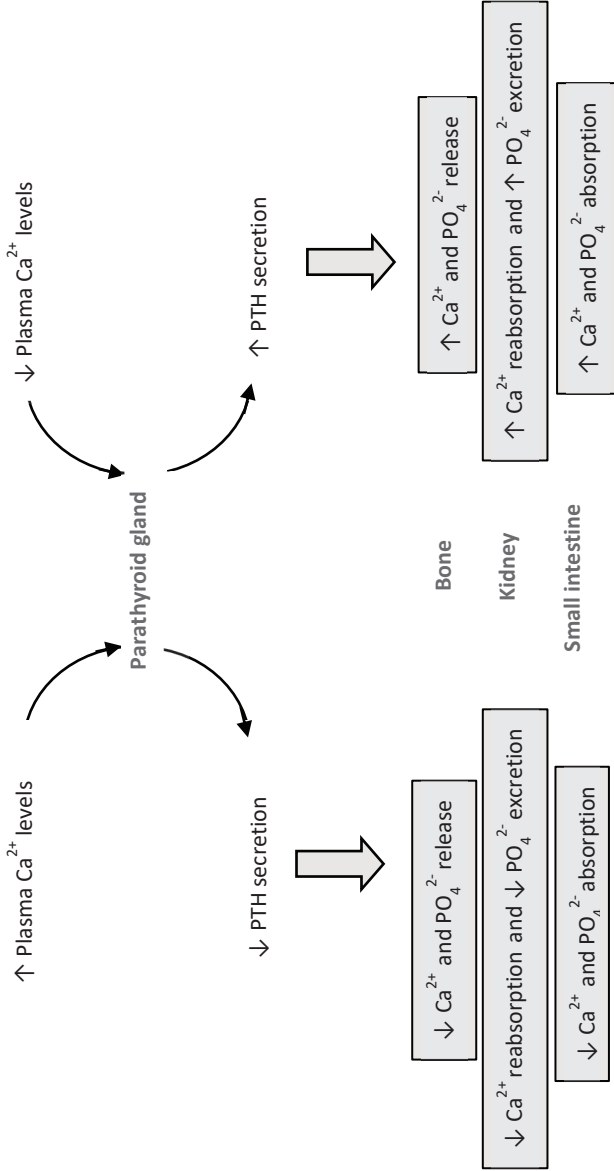 ↑ Plasma Ca²⁺ levels
↓ Plasma Ca²⁺ levels
Parathyroid gland
↓ PTH secretion
↑ PTH secretion
↓ Ca²⁺ and PO₄²⁻ release
Bone
↑ Ca²⁺ and PO₄²⁻ release
↓ Ca²⁺ reabsorption and ↓ PO₄²⁻ excretion
Kidney
↑ Ca²⁺ reabsorption and ↑ PO₄²⁻ excretion
↓ Ca²⁺ and PO₄²⁻ absorption
Small intestine
↑ Ca²⁺ and PO₄²⁻ absorption